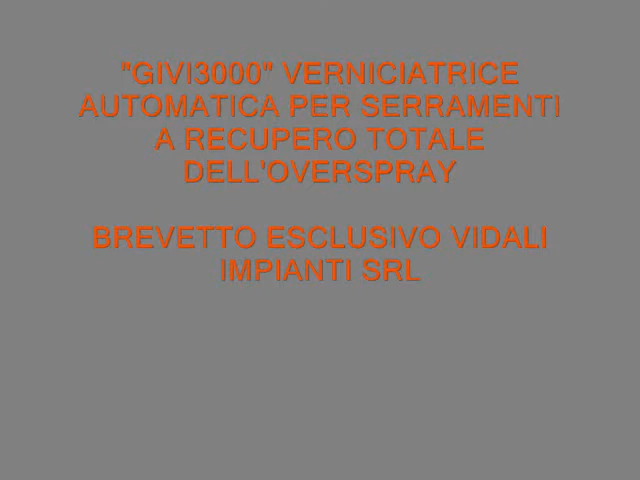 "GIVI3000" VERNICIATRICE
AUTOMATICA PER SERRAMENTI
A RECUPERO TOTALE
DELL'OVERSPRAY
BREVETTO ESCLUSIVO VIDALI
IMPIANTI SRL